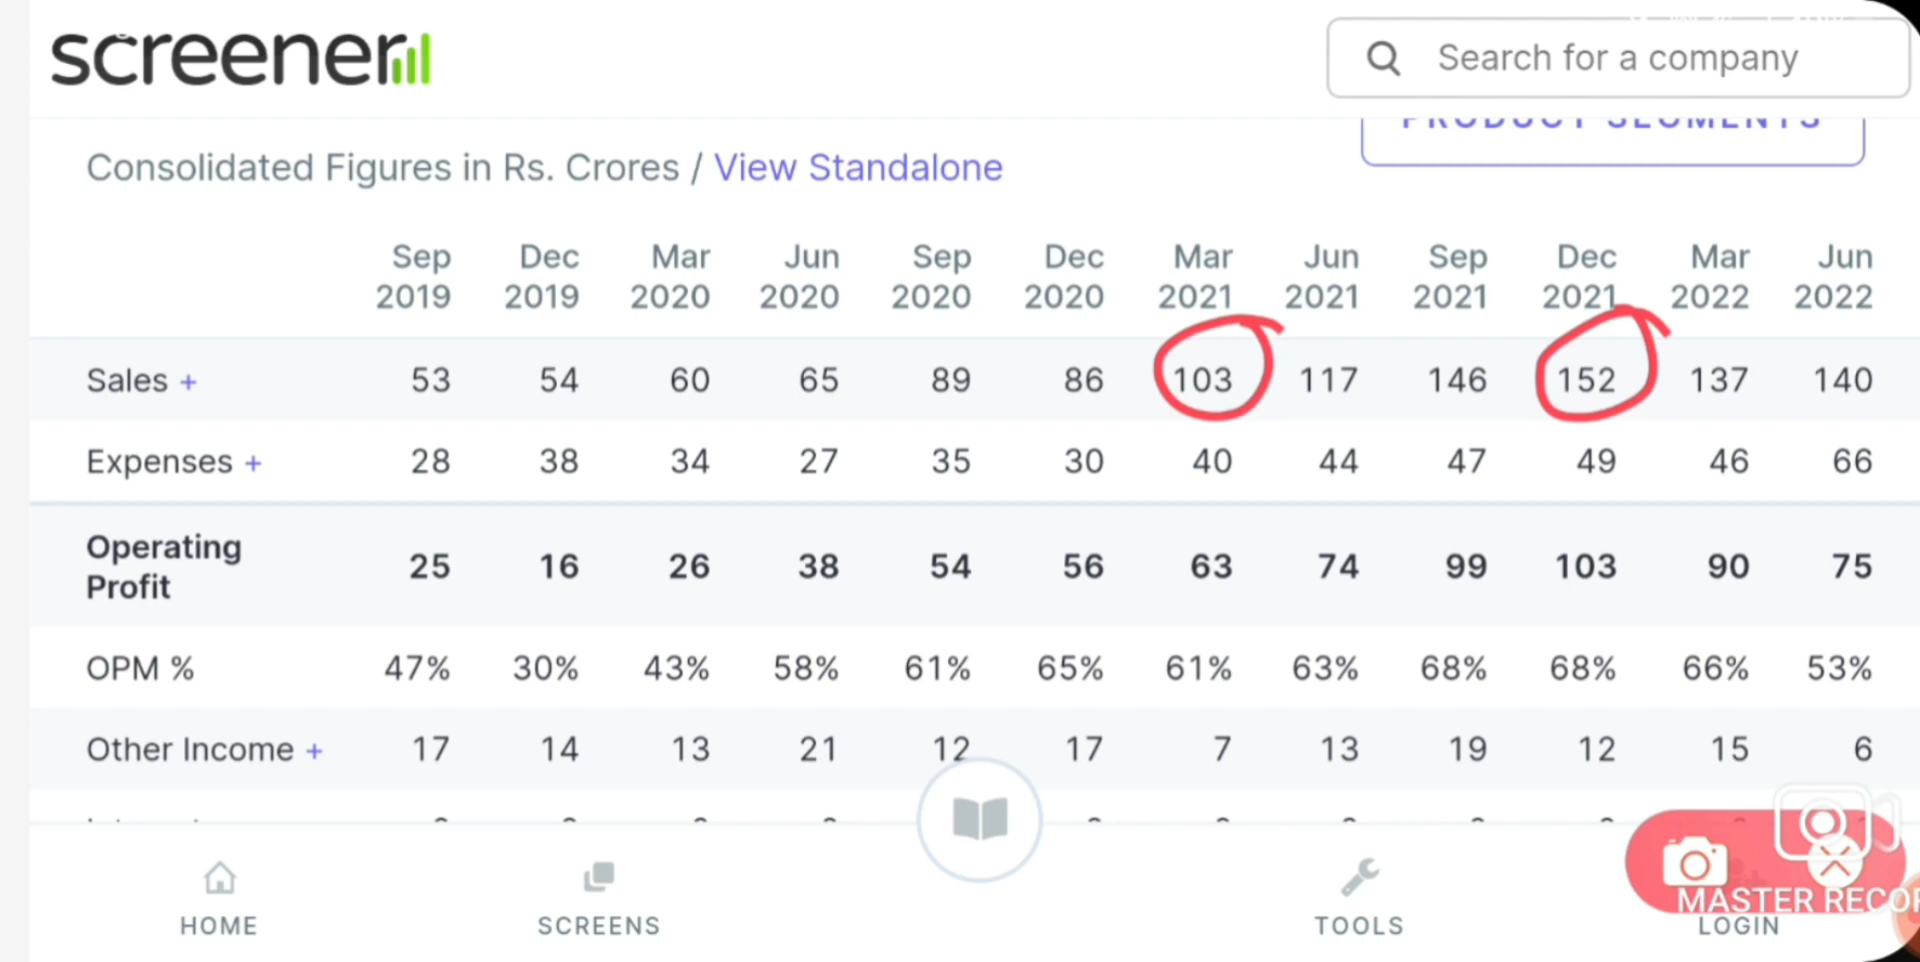 screener
Search for a company
PRODUCT SEGMENTS
Consolidated Figures in Rs. Crores / View Standalone
Sep 2019 Dec 2019 Mar 2020 Jun 2020 Sep 2020 Dec 2020 Mar 2021 Jun 2021 Sep 2021 Dec 2021 Mar 2022 Jun 2022
Sales + 53 54 60 65 89 86 103 117 146 152 137 140
Expenses + 28 38 34 27 35 30 40 44 47 49 46 66
Operating Profit 25 16 26 38 54 56 63 74 99 103 90 75
OPM % 47% 30% 43% 58% 61% 65% 61% 63% 68% 68% 66% 53%
Other Income + 17 14 13 21 12 17 7 13 19 12 15 6
HOME SCREENS TOOLS LOGIN
MASTER RECOR